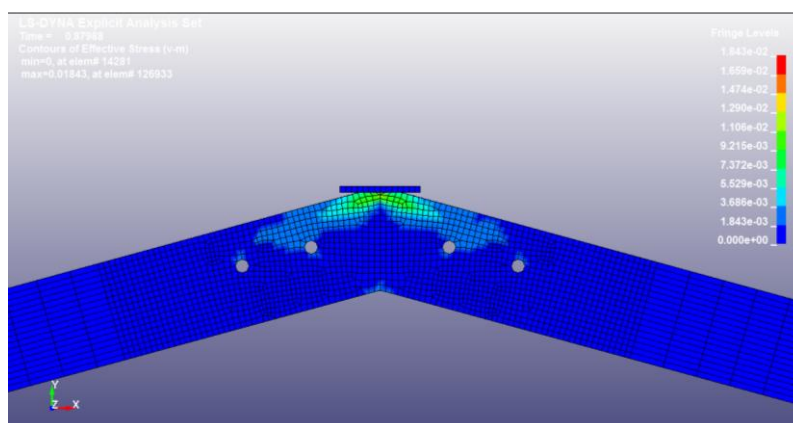 LS-DYNA Explicit Analysis Set
Time = 0.87988
Contours of Effective Stress (v-m)
min=0, at elem# 14281
max=0.01843, at elem# 126933
Fringe Levels
1.843e-02
1.659e-02
1.474e-02
1.290e-02
1.106e-02
9.215e-03
7.372e-03
5.529e-03
3.686e-03
1.843e-03
0.000e+00
Y
Z X